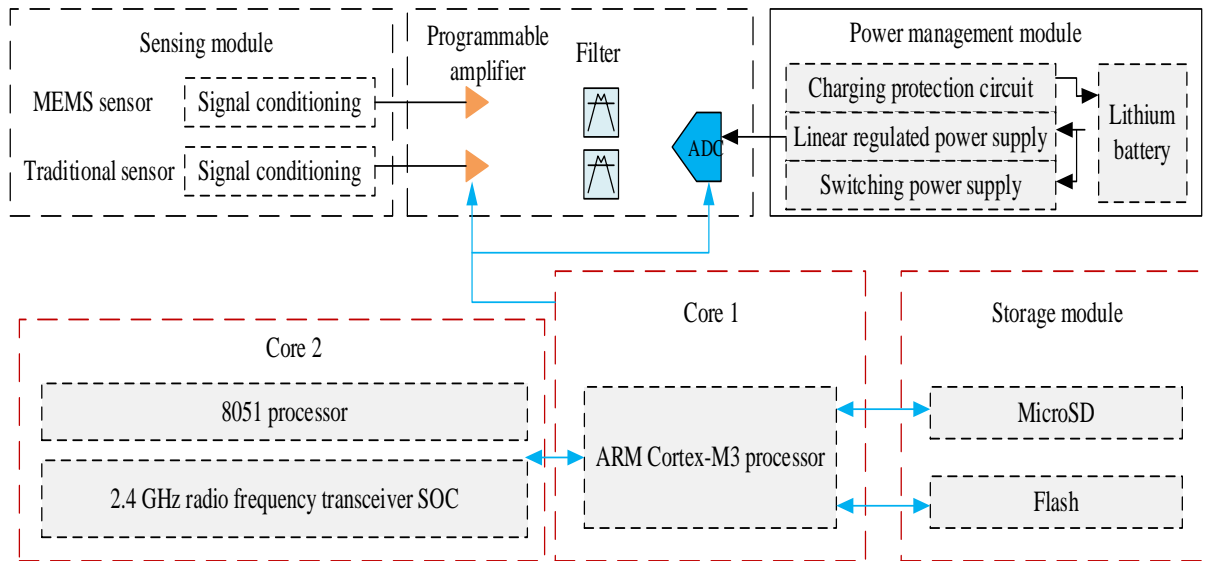 Sensing module
MEMS sensor
Signal conditioning
Traditional sensor
Signal conditioning
Programmable
amplifier
Filter
ADC
Power management module
Charging protection circuit
Linear regulated power supply
Switching power supply
Lithium
battery
Core 2
8051 processor
2.4 GHz radio frequency transceiver SOC
Core 1
ARM Cortex-M3 processor
Storage module
MicroSD
Flash